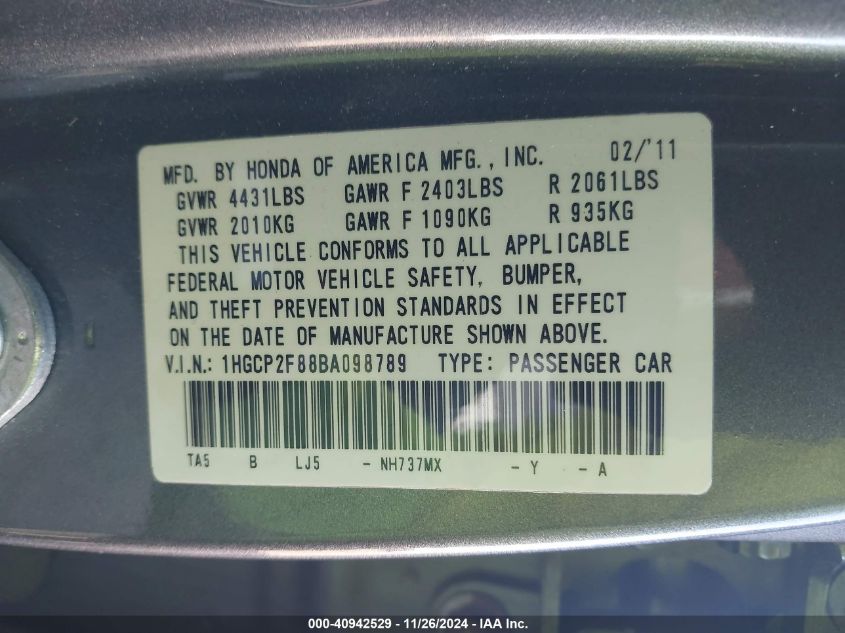 MFD. BY HONDA OF AMERICA MFG., INC. 02/'11
GVWR 4431LBS GAWR F 2403LBS R 2061LBS
GVWR 2010KG GAWR F 1090KG R 935KG
THIS VEHICLE CONFORMS TO ALL APPLICABLE
FEDERAL MOTOR VEHICLE SAFETY, BUMPER,
AND THEFT PREVENTION STANDARDS IN EFFECT
ON THE DATE OF MANUFACTURE SHOWN ABOVE.
V.I.N.: 1HGCP2F88BA098789 TYPE: PASSENGER CAR
TA5 B LJ5 - NH737MX - Y - A
000-40942529 - 11/26/2024 - IAA Inc.